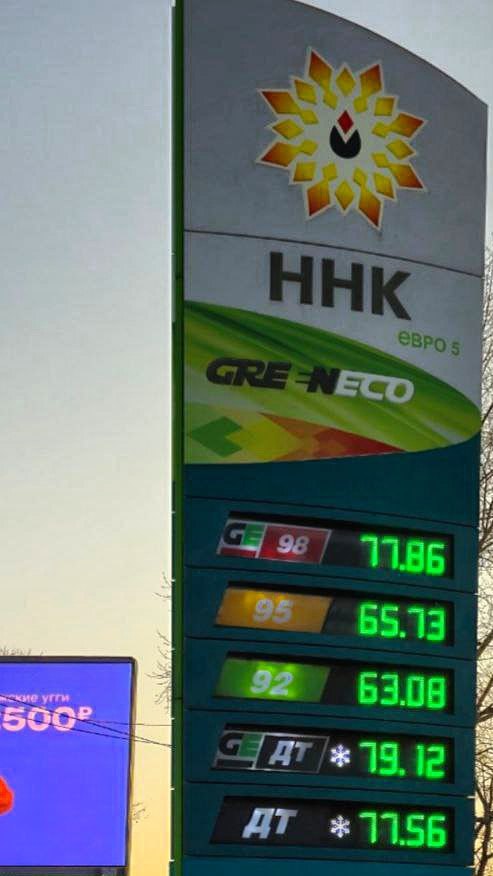 ННК
евро 5
GREENECO
GE 98 77.86
95 65.73
92 63.08
GE ДТ 79.12
ДТ 77.56
угги
500₽